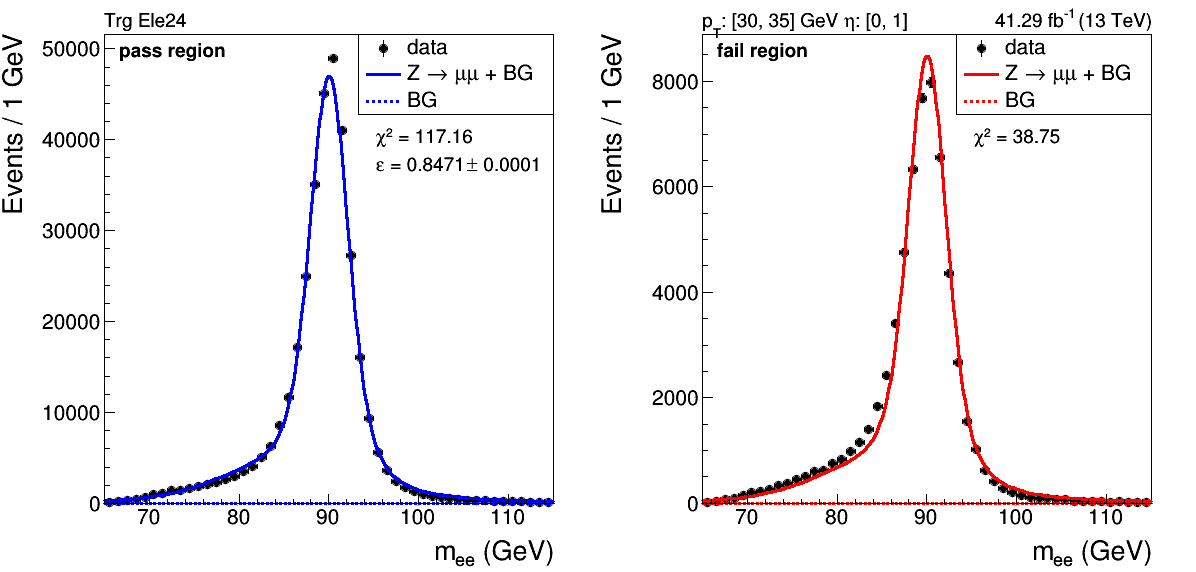 Trg Ele24
pass region
data
Z → μμ + BG
BG
χ² = 117.16
ε = 0.8471 ± 0.0001
Events / 1 GeV
50000
40000
30000
20000
10000
0
70 80 90 100 110
m_ee (GeV)
p_T: [30, 35] GeV η: [0, 1] 41.29 fb⁻¹ (13 TeV)
fail region
data
Z → μμ + BG
BG
χ² = 38.75
Events / 1 GeV
8000
6000
4000
2000
0
70 80 90 100 110
m_ee (GeV)